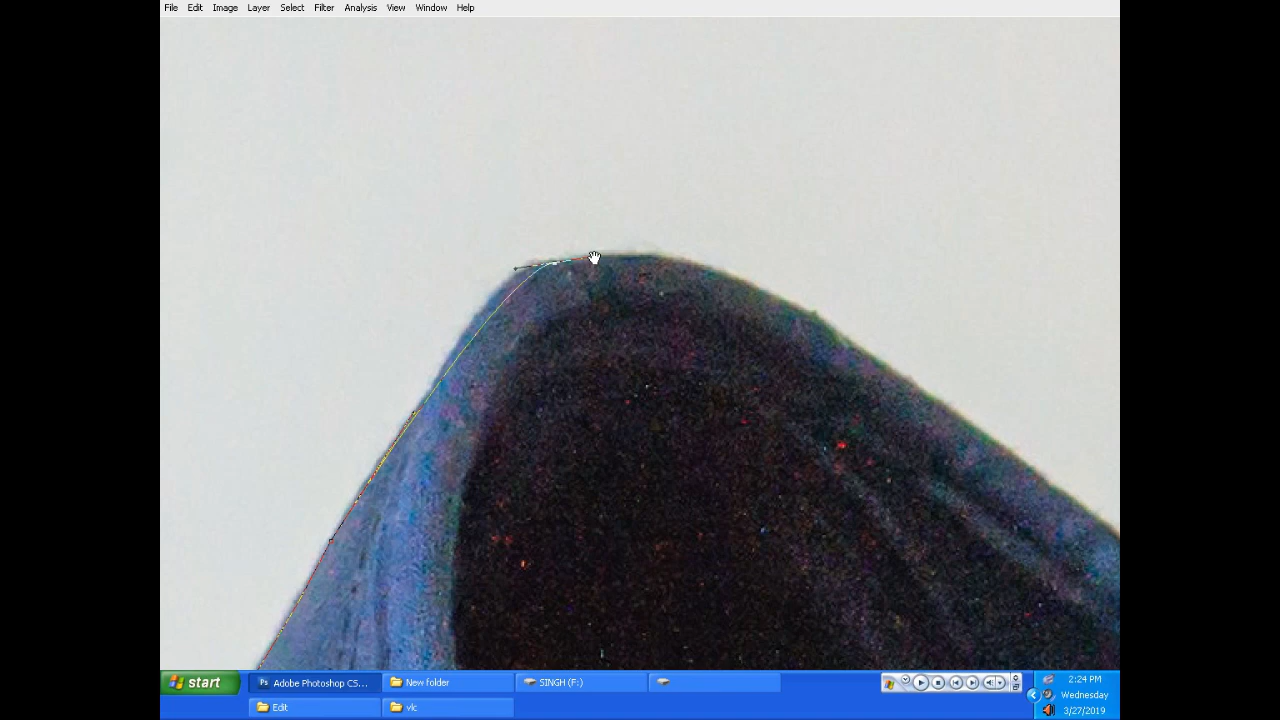 File Edit Image Layer Select Filter Analysis View Window Help
start Ps Adobe Photoshop CS... New folder SINGH (F:) 2:24 PM
Wednesday
Edit vlc 3/27/2019